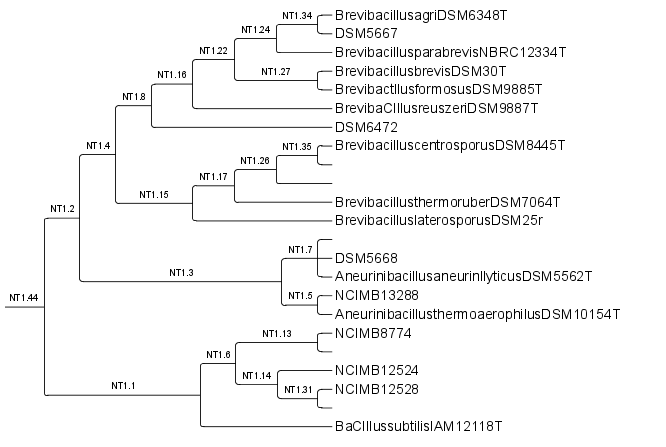 NT1.34 BrevibacillusagriDSM6348T
NT1.24 DSM5667
NT1.22 BrevibacillusparabrevisNBRC12334T
NT1.16 NT1.27 BrevibacillusbrevisDSM30T
BrevibactllusformosusDSM9885T
NT1.8 BrevibaCIllusreuszeriDSM9887T
DSM6472
NT1.4 NT1.35 BrevibacilluscentrosporusDSM8445T
NT1.26
NT1.17
NT1.15 BrevibacillusthermoruberDSM7064T
NT1.2 BrevibacilluslaterosporusDSM25r
NT1.7
DSM5668
NT1.3 AneurinibacillusaneurinIlyticusDSM5562T
NT1.44 NT1.5 NCIMB13288
AneurinibacillusthermoaerophilusDSM10154T
NT1.13 NCIMB8774
NT1.6
NT1.14 NCIMB12524
NT1.1 NT1.31 NCIMB12528
BaCIllussubtilisIAM12118T